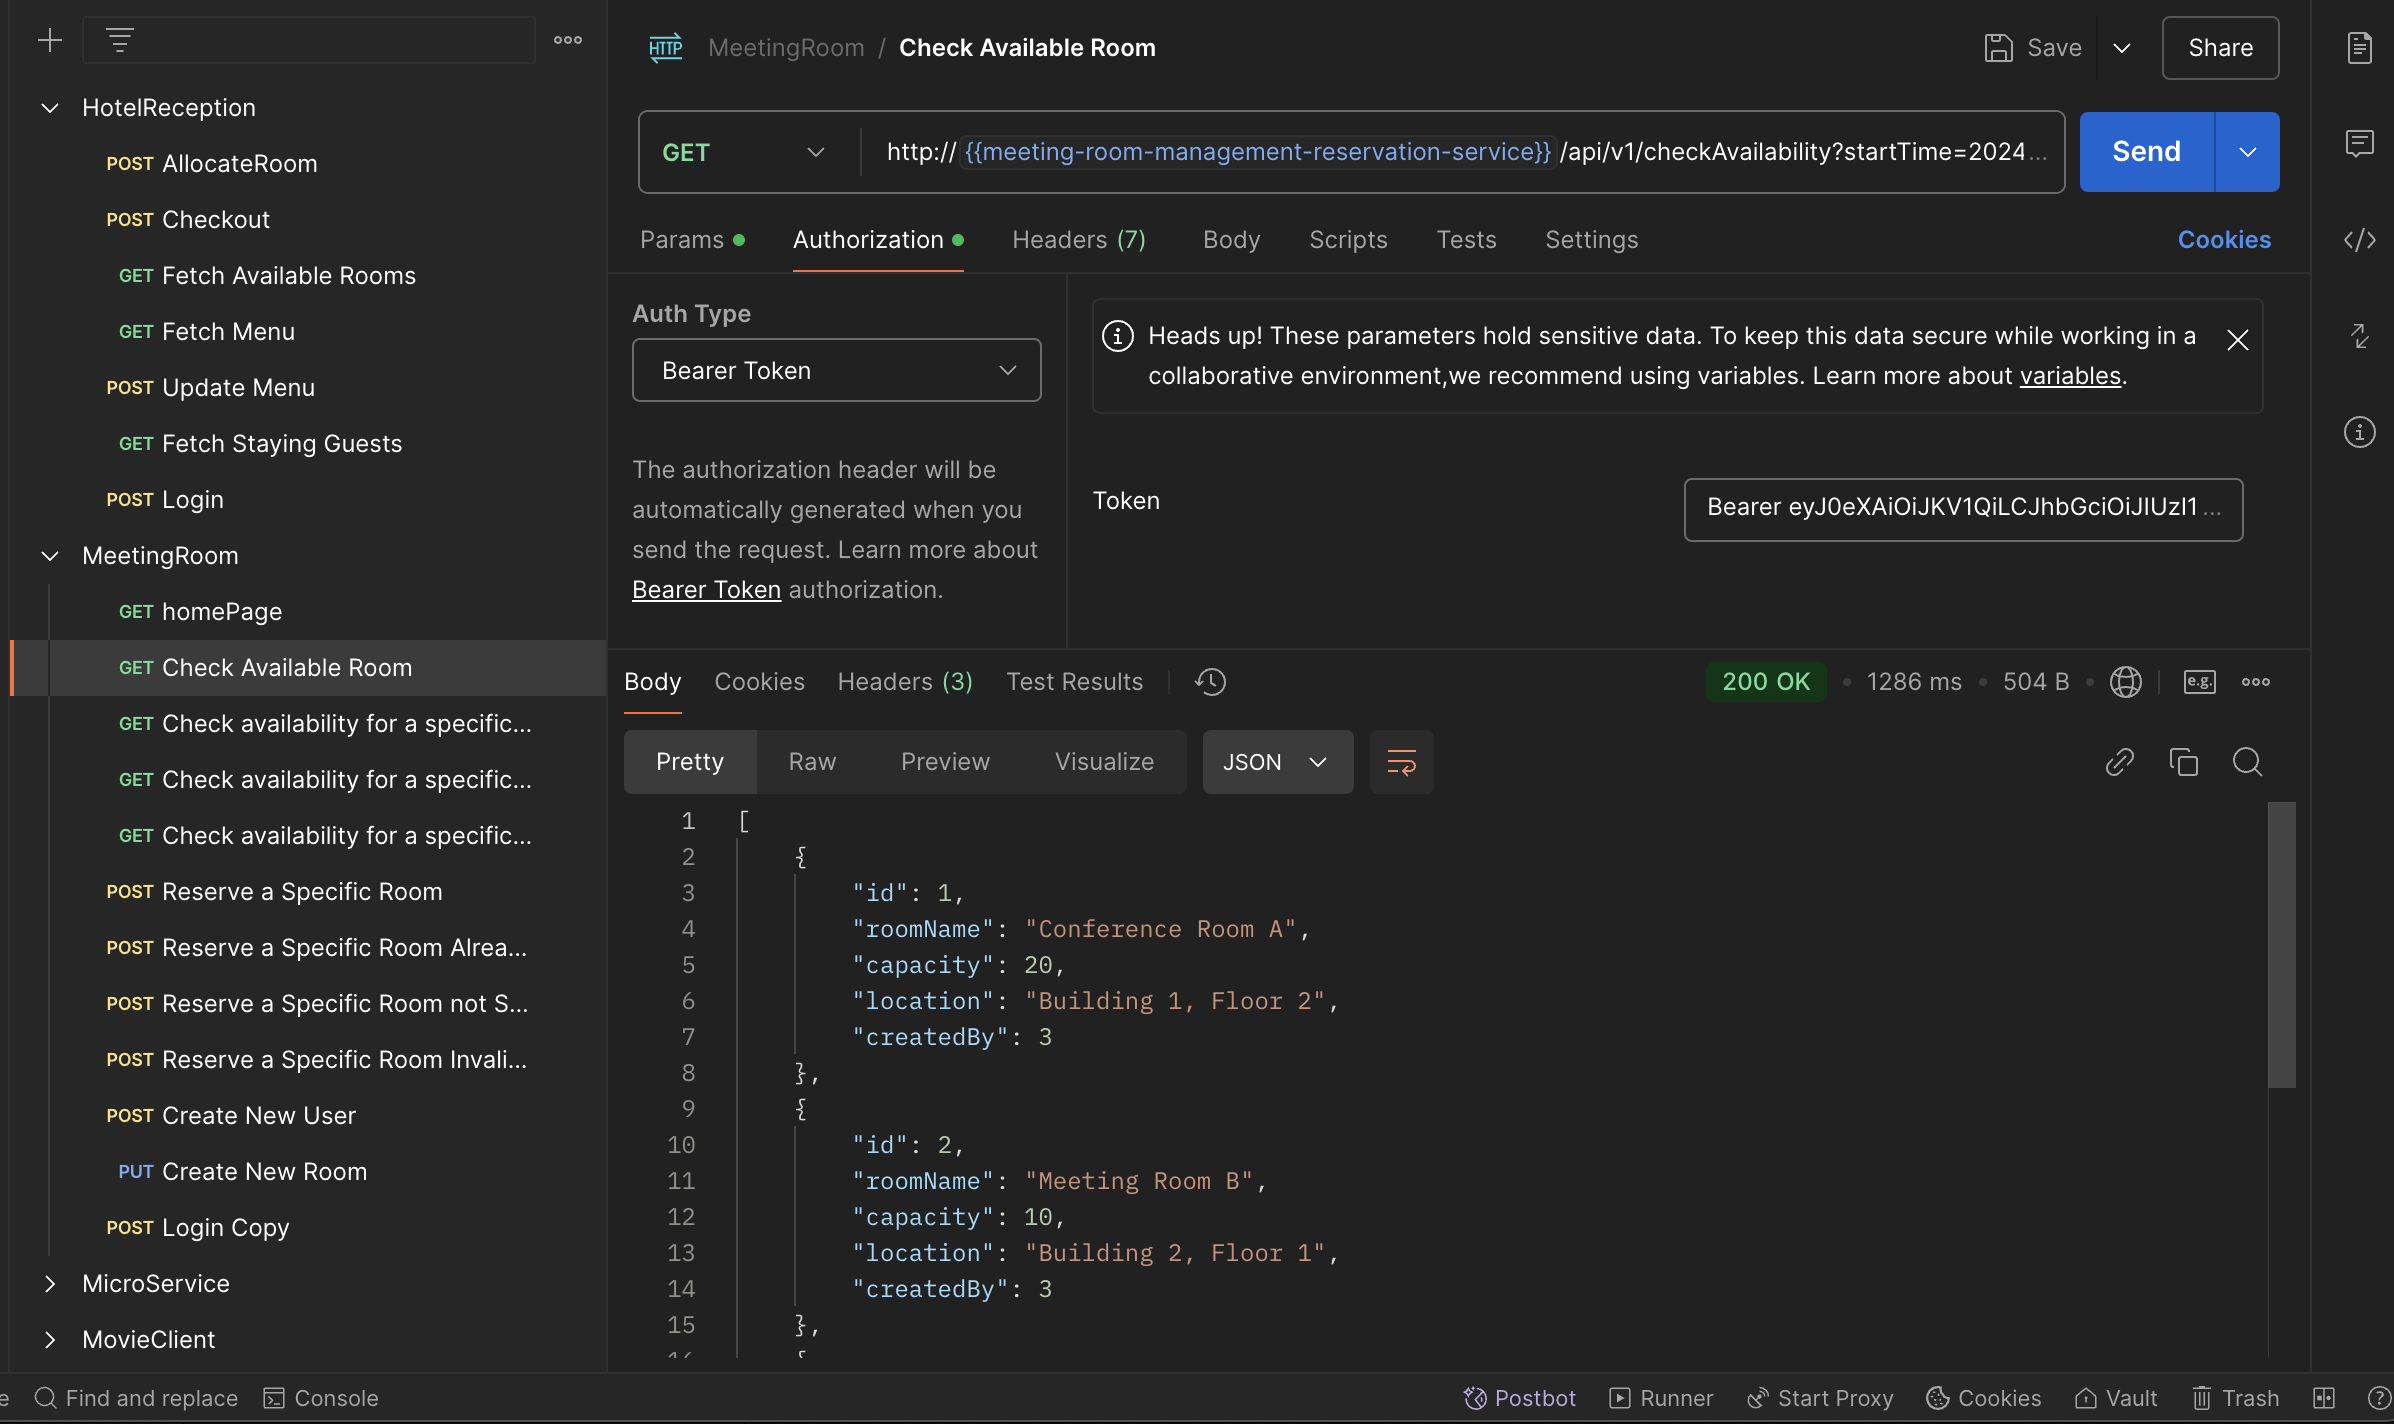 HotelReception
POST AllocateRoom
POST Checkout
GET Fetch Available Rooms
GET Fetch Menu
POST Update Menu
GET Fetch Staying Guests
POST Login
MeetingRoom
GET homePage
GET Check Available Room
GET Check availability for a specific...
GET Check availability for a specific...
GET Check availability for a specific...
POST Reserve a Specific Room
POST Reserve a Specific Room Alrea...
POST Reserve a Specific Room not S...
POST Reserve a Specific Room Invali...
POST Create New User
PUT Create New Room
POST Login Copy
MicroService
MovieClient
HTTP MeetingRoom / Check Available Room
Save
Share
GET http://{{meeting-room-management-reservation-service}}/api/v1/checkAvailability?startTime=2024...
Send
Params Authorization Headers (7) Body Scripts Tests Settings Cookies
Auth Type
Bearer Token
The authorization header will be
automatically generated when you
send the request. Learn more about
Bearer Token authorization.
Heads up! These parameters hold sensitive data. To keep this data secure while working in a
collaborative environment,we recommend using variables. Learn more about variables.
Token
Bearer eyJ0eXAiOiJKV1QiLCJhbGciOiJIUzI1...
Body Cookies Headers (3) Test Results
200 OK • 1286 ms • 504 B • e.g.
Pretty Raw Preview Visualize JSON
1 [
2 {
3 "id": 1,
4 "roomName": "Conference Room A",
5 "capacity": 20,
6 "location": "Building 1, Floor 2",
7 "createdBy": 3
8 },
9 {
10 "id": 2,
11 "roomName": "Meeting Room B",
12 "capacity": 10,
13 "location": "Building 2, Floor 1",
14 "createdBy": 3
15 },
e Find and replace Console Postbot Runner Start Proxy Cookies Vault Trash